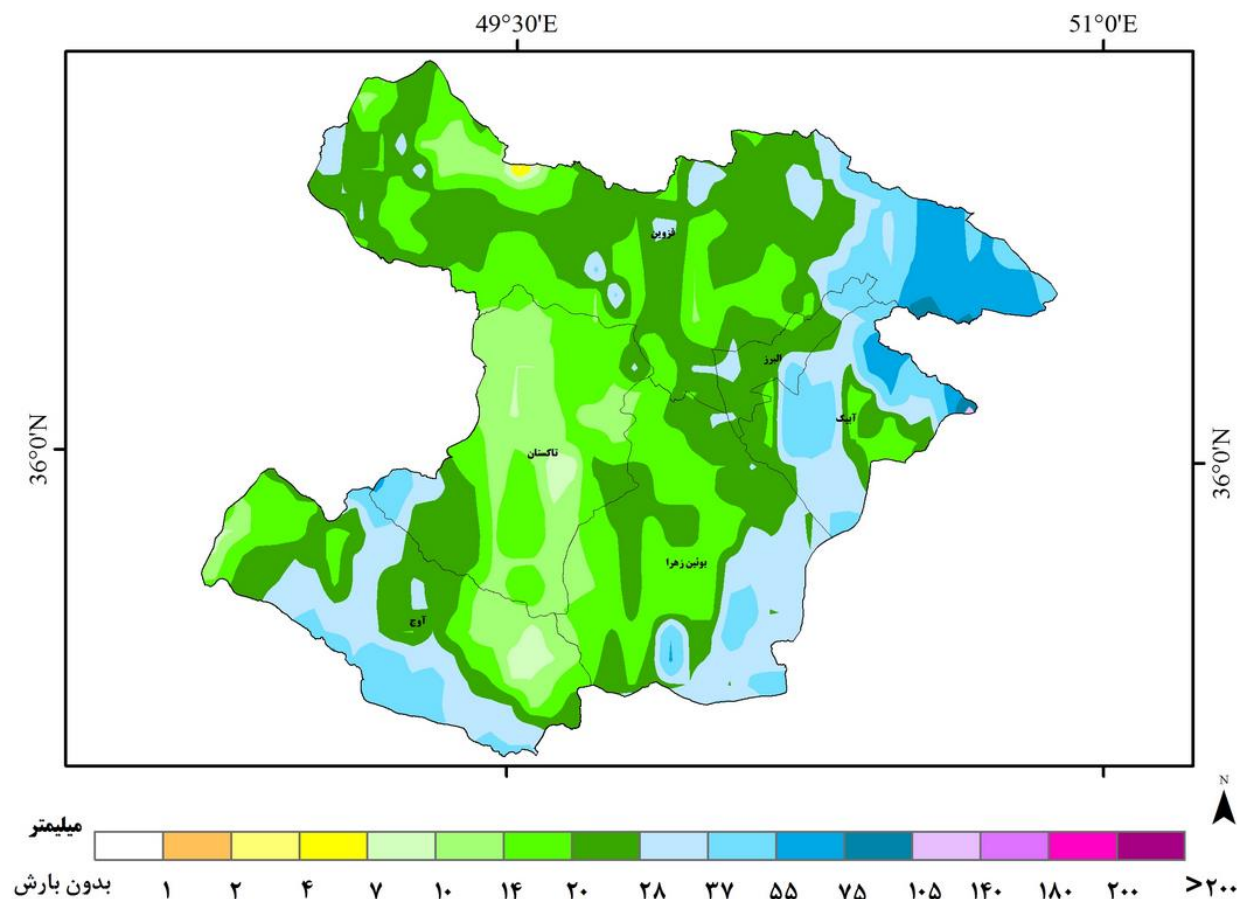 49°30'E 51°0'E
قزوین
البرز
آبیک
36°0'N 36°0'N
تاکستان
بوئین زهرا
آوج
N
میلیمتر
بدون بارش ۱ ۲ ۴ ۷ ۱۰ ۱۴ ۲۰ ۲۸ ۳۷ ۵۵ ۷۵ ۱۰۵ ۱۴۰ ۱۸۰ ۲۰۰ >۲۰۰